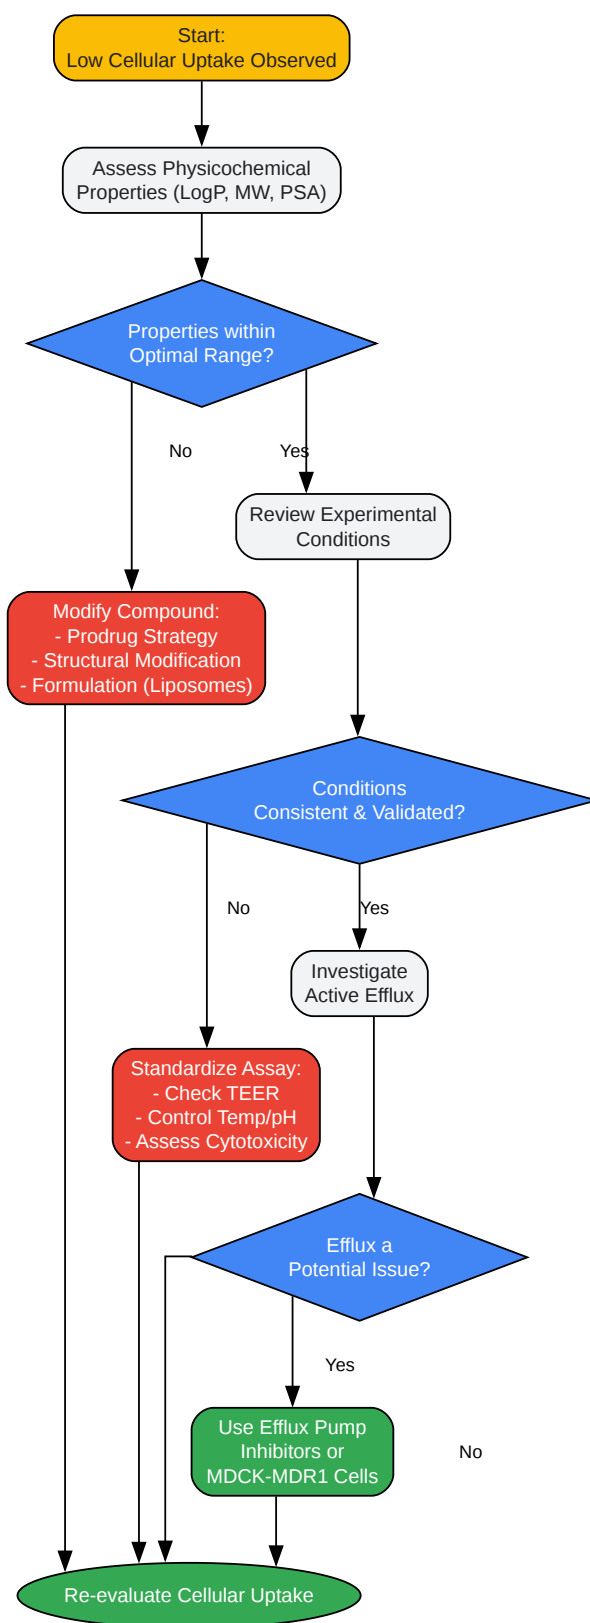 Start:
Low Cellular Uptake Observed
Assess Physicochemical
Properties (LogP, MW, PSA)
Properties within
Optimal Range?
No
Yes
Review Experimental
Conditions
Modify Compound:
- Prodrug Strategy
- Structural Modification
- Formulation (Liposomes)
Conditions
Consistent & Validated?
No
Yes
Investigate
Active Efflux
Standardize Assay:
- Check TEER
- Control Temp/pH
- Assess Cytotoxicity
Efflux a
Potential Issue?
Yes
Use Efflux Pump
Inhibitors or
MDCK-MDR1 Cells
No
Re-evaluate Cellular Uptake